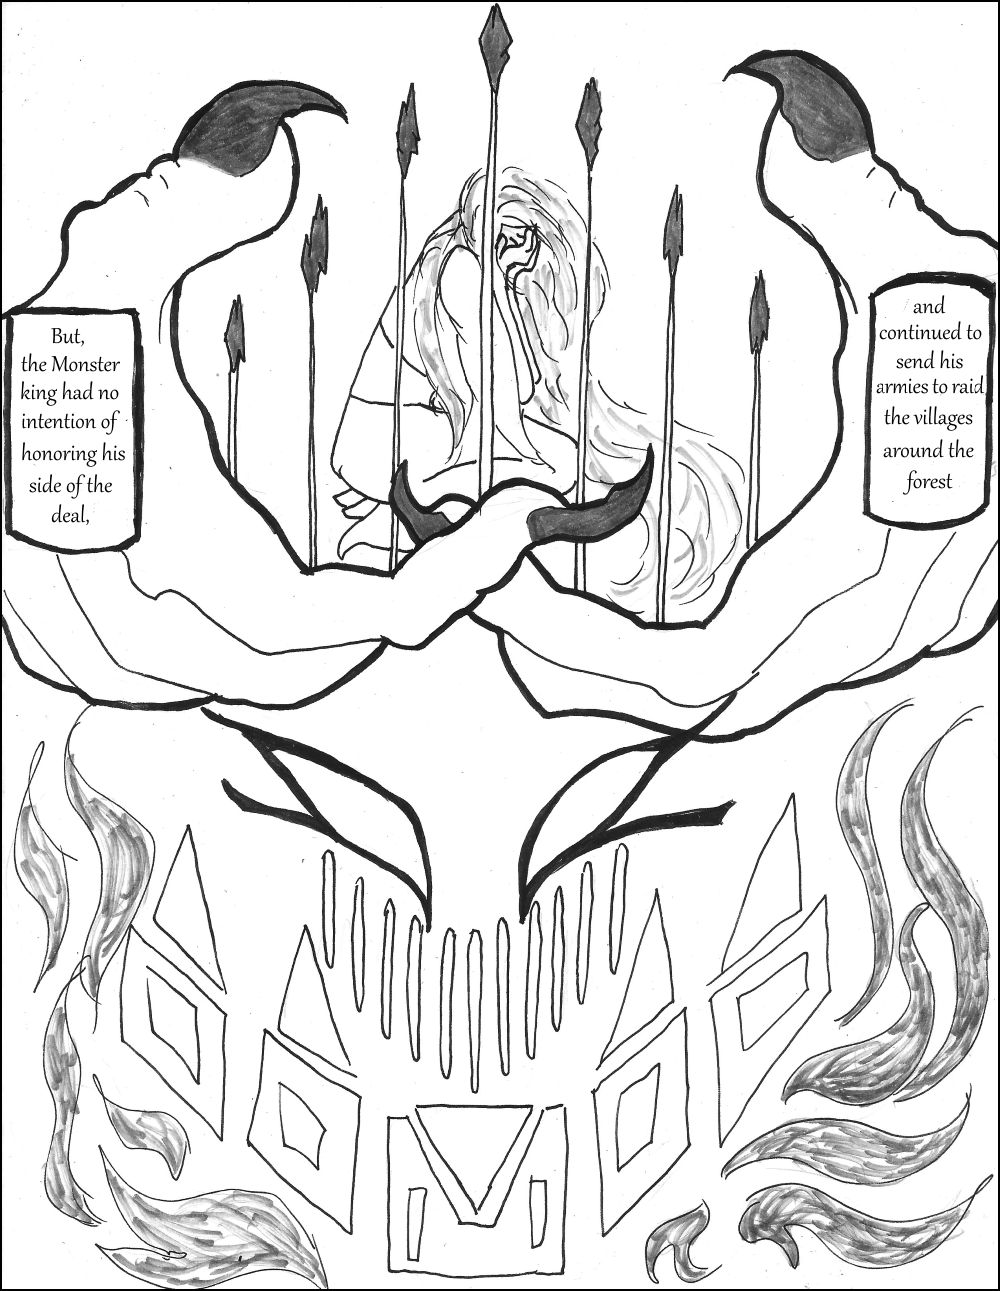 But,
the Monster
king had no
intention of
honoring his
side of the
deal,
and
continued to
send his
armies to raid
the villages
around the
forest